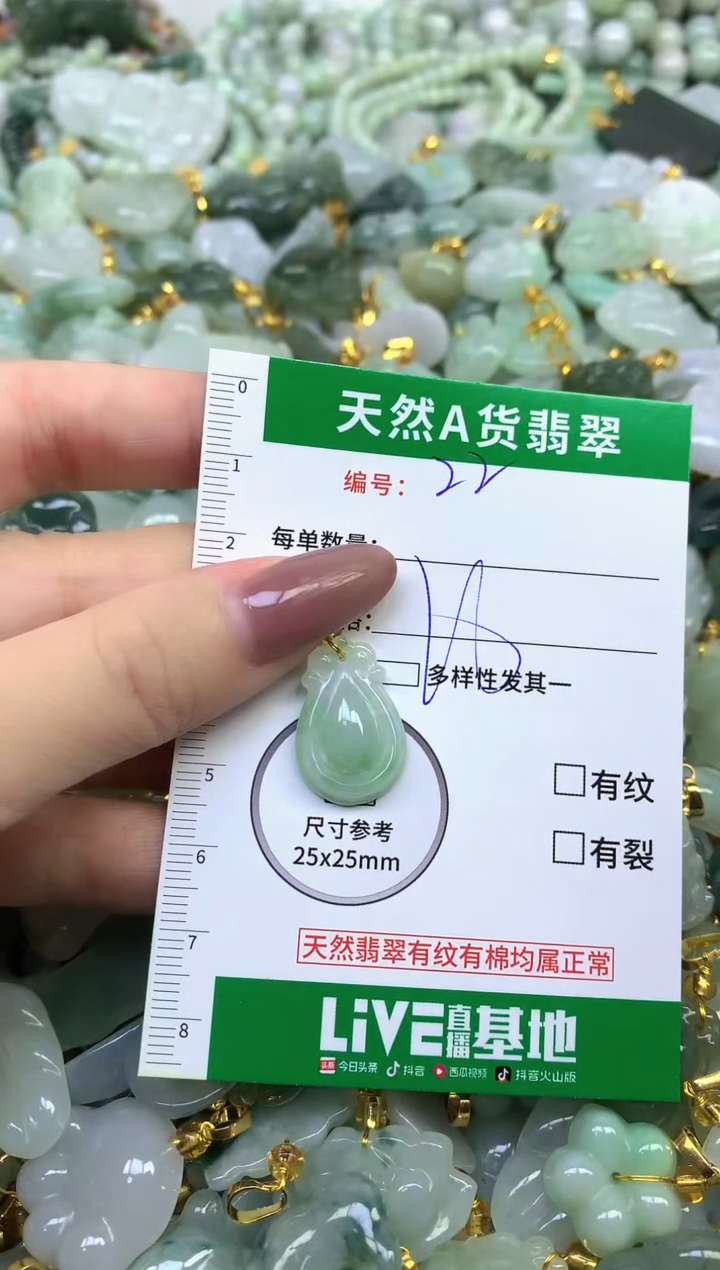 天然A货翡翠
编号: 22
每单数量:
多样性发其一
0
1
2
5
6
7
8
有纹
有裂
尺寸参考
25x25mm
天然翡翠有纹有棉均属正常
LiVE直播基地
头条 今日头条 抖音 西瓜视频 抖音火山版